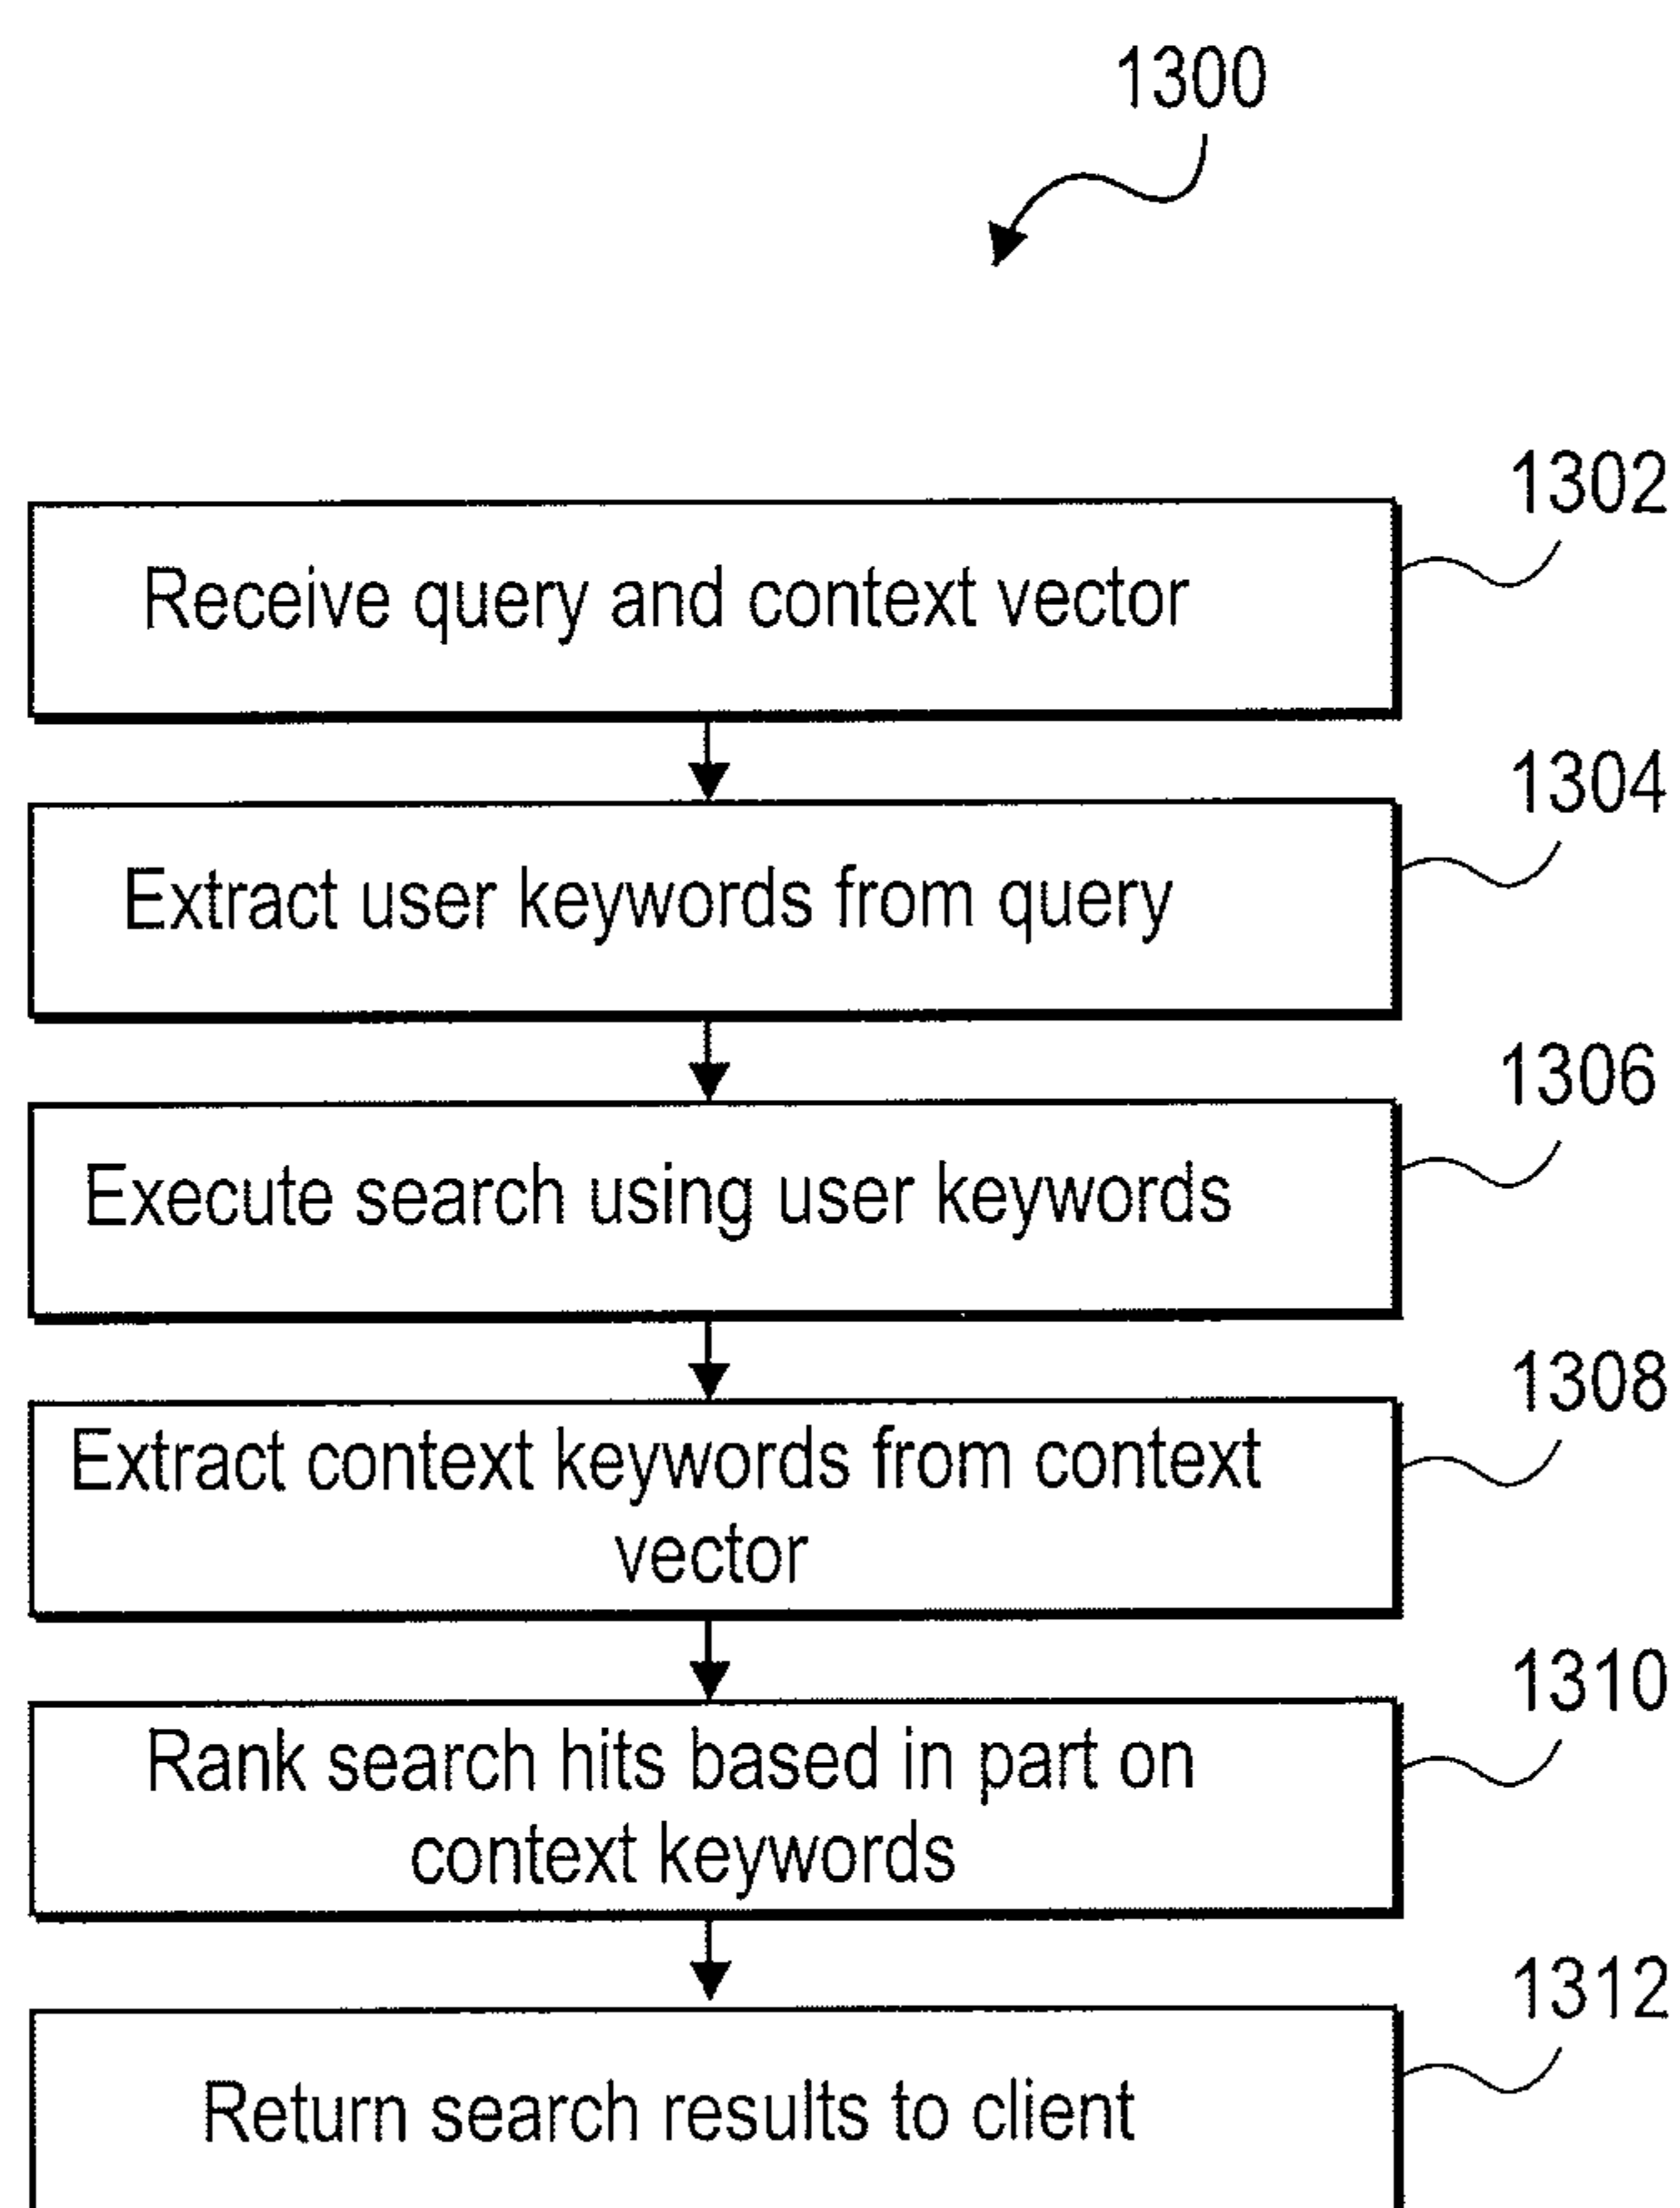 1300
1302
Receive query and context vector
1304
Extract user keywords from query
1306
Execute search using user keywords
1308
Extract context keywords from context
vector
1310
Rank search hits based in part on
context keywords
1312
Return search results to client